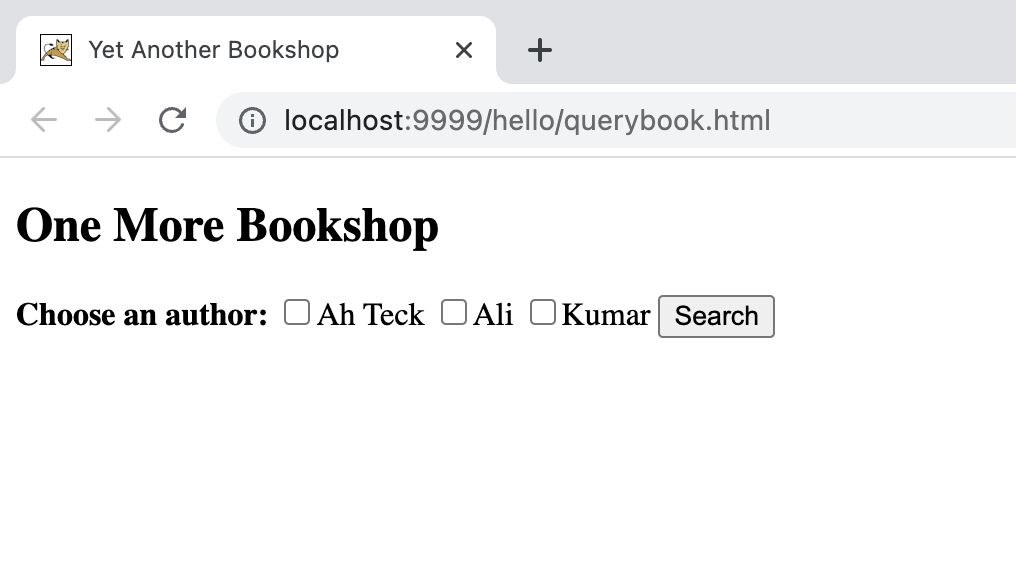 Yet Another Bookshop
localhost:9999/hello/querybook.html
One More Bookshop
Choose an author: Ah Teck Ali Kumar Search